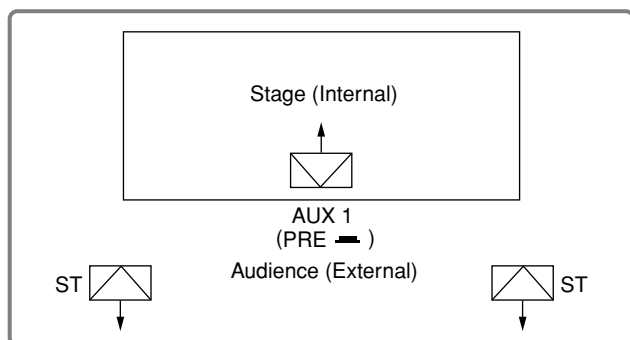 Stage (Internal)
AUX 1
(PRE )
Audience (External)
ST
ST